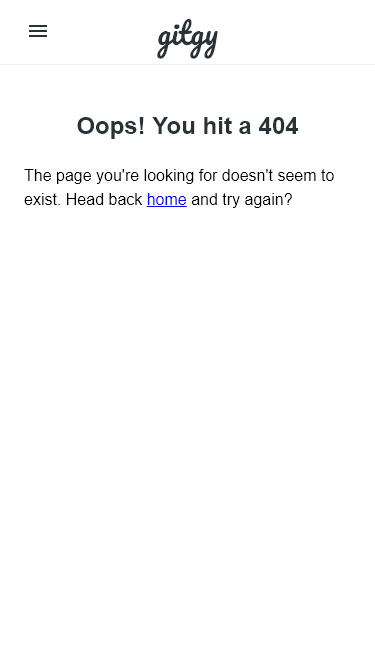 gitgy
Oops! You hit a 404
The page you're looking for doesn't seem to
exist. Head back home and try again?